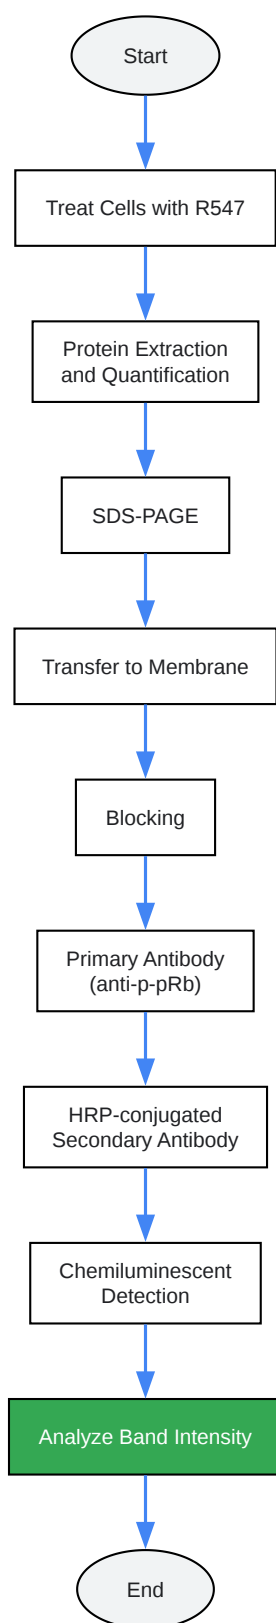 Start
Treat Cells with R547
Protein Extraction
and Quantification
SDS-PAGE
Transfer to Membrane
Blocking
Primary Antibody
(anti-p-pRb)
HRP-conjugated
Secondary Antibody
Chemiluminescent
Detection
Analyze Band Intensity
End